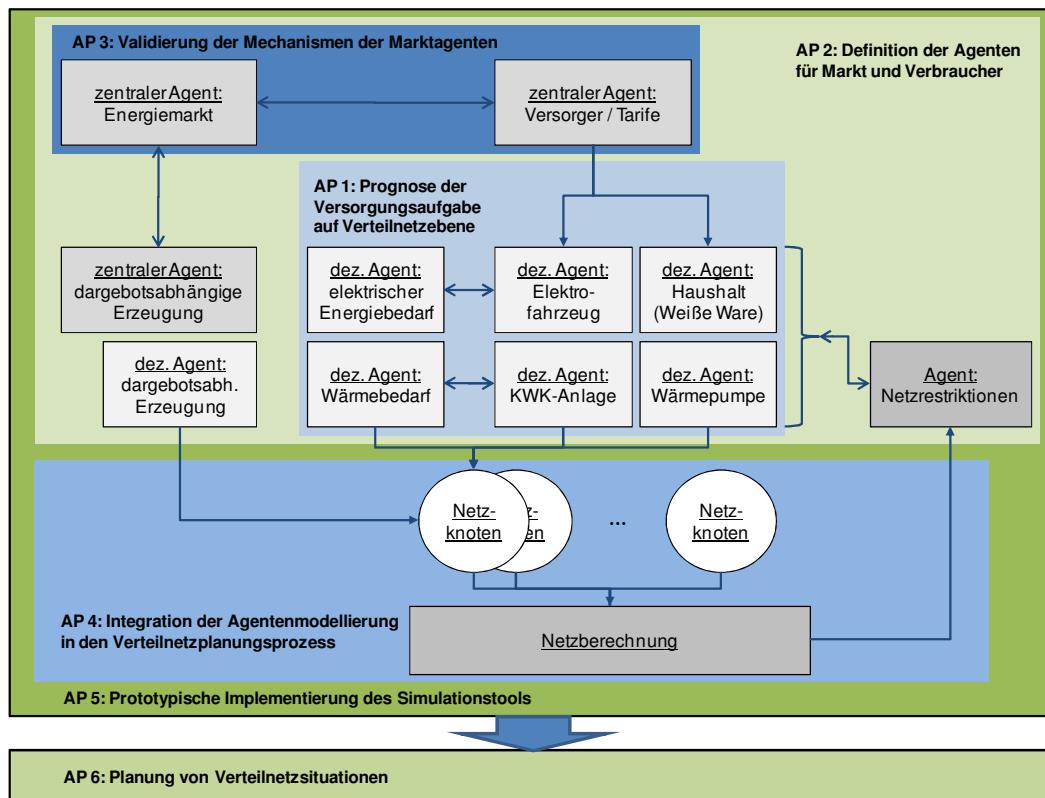 AP 3: Validierung der Mechanismen der Marktagenten
AP 2: Definition der Agenten
für Markt und Verbraucher
zentraler Agent:
Energiemarkt
zentraler Agent:
Versorger / Tarife
AP 1: Prognose der
Versorgungsaufgabe
auf Verteilnetzebene
zentraler Agent:
dargebotsabhängige
Erzeugung
dez. Agent:
elektrischer
Energiebedarf
dez. Agent:
Elektro-
fahrzeug
dez. Agent:
Haushalt
(Weiße Ware)
dez. Agent:
dargebotsabh.
Erzeugung
dez. Agent:
Wärmebedarf
dez. Agent:
KWK-Anlage
dez. Agent:
Wärmepumpe
Agent:
Netzrestriktionen
Netz-
knoten
tz-
ten
...
Netz-
knoten
AP 4: Integration der Agentenmodellierung
in den Verteilnetzplanungsprozess
Netzberechnung
AP 5: Prototypische Implementierung des Simulationstools
AP 6: Planung von Verteilnetzsituationen